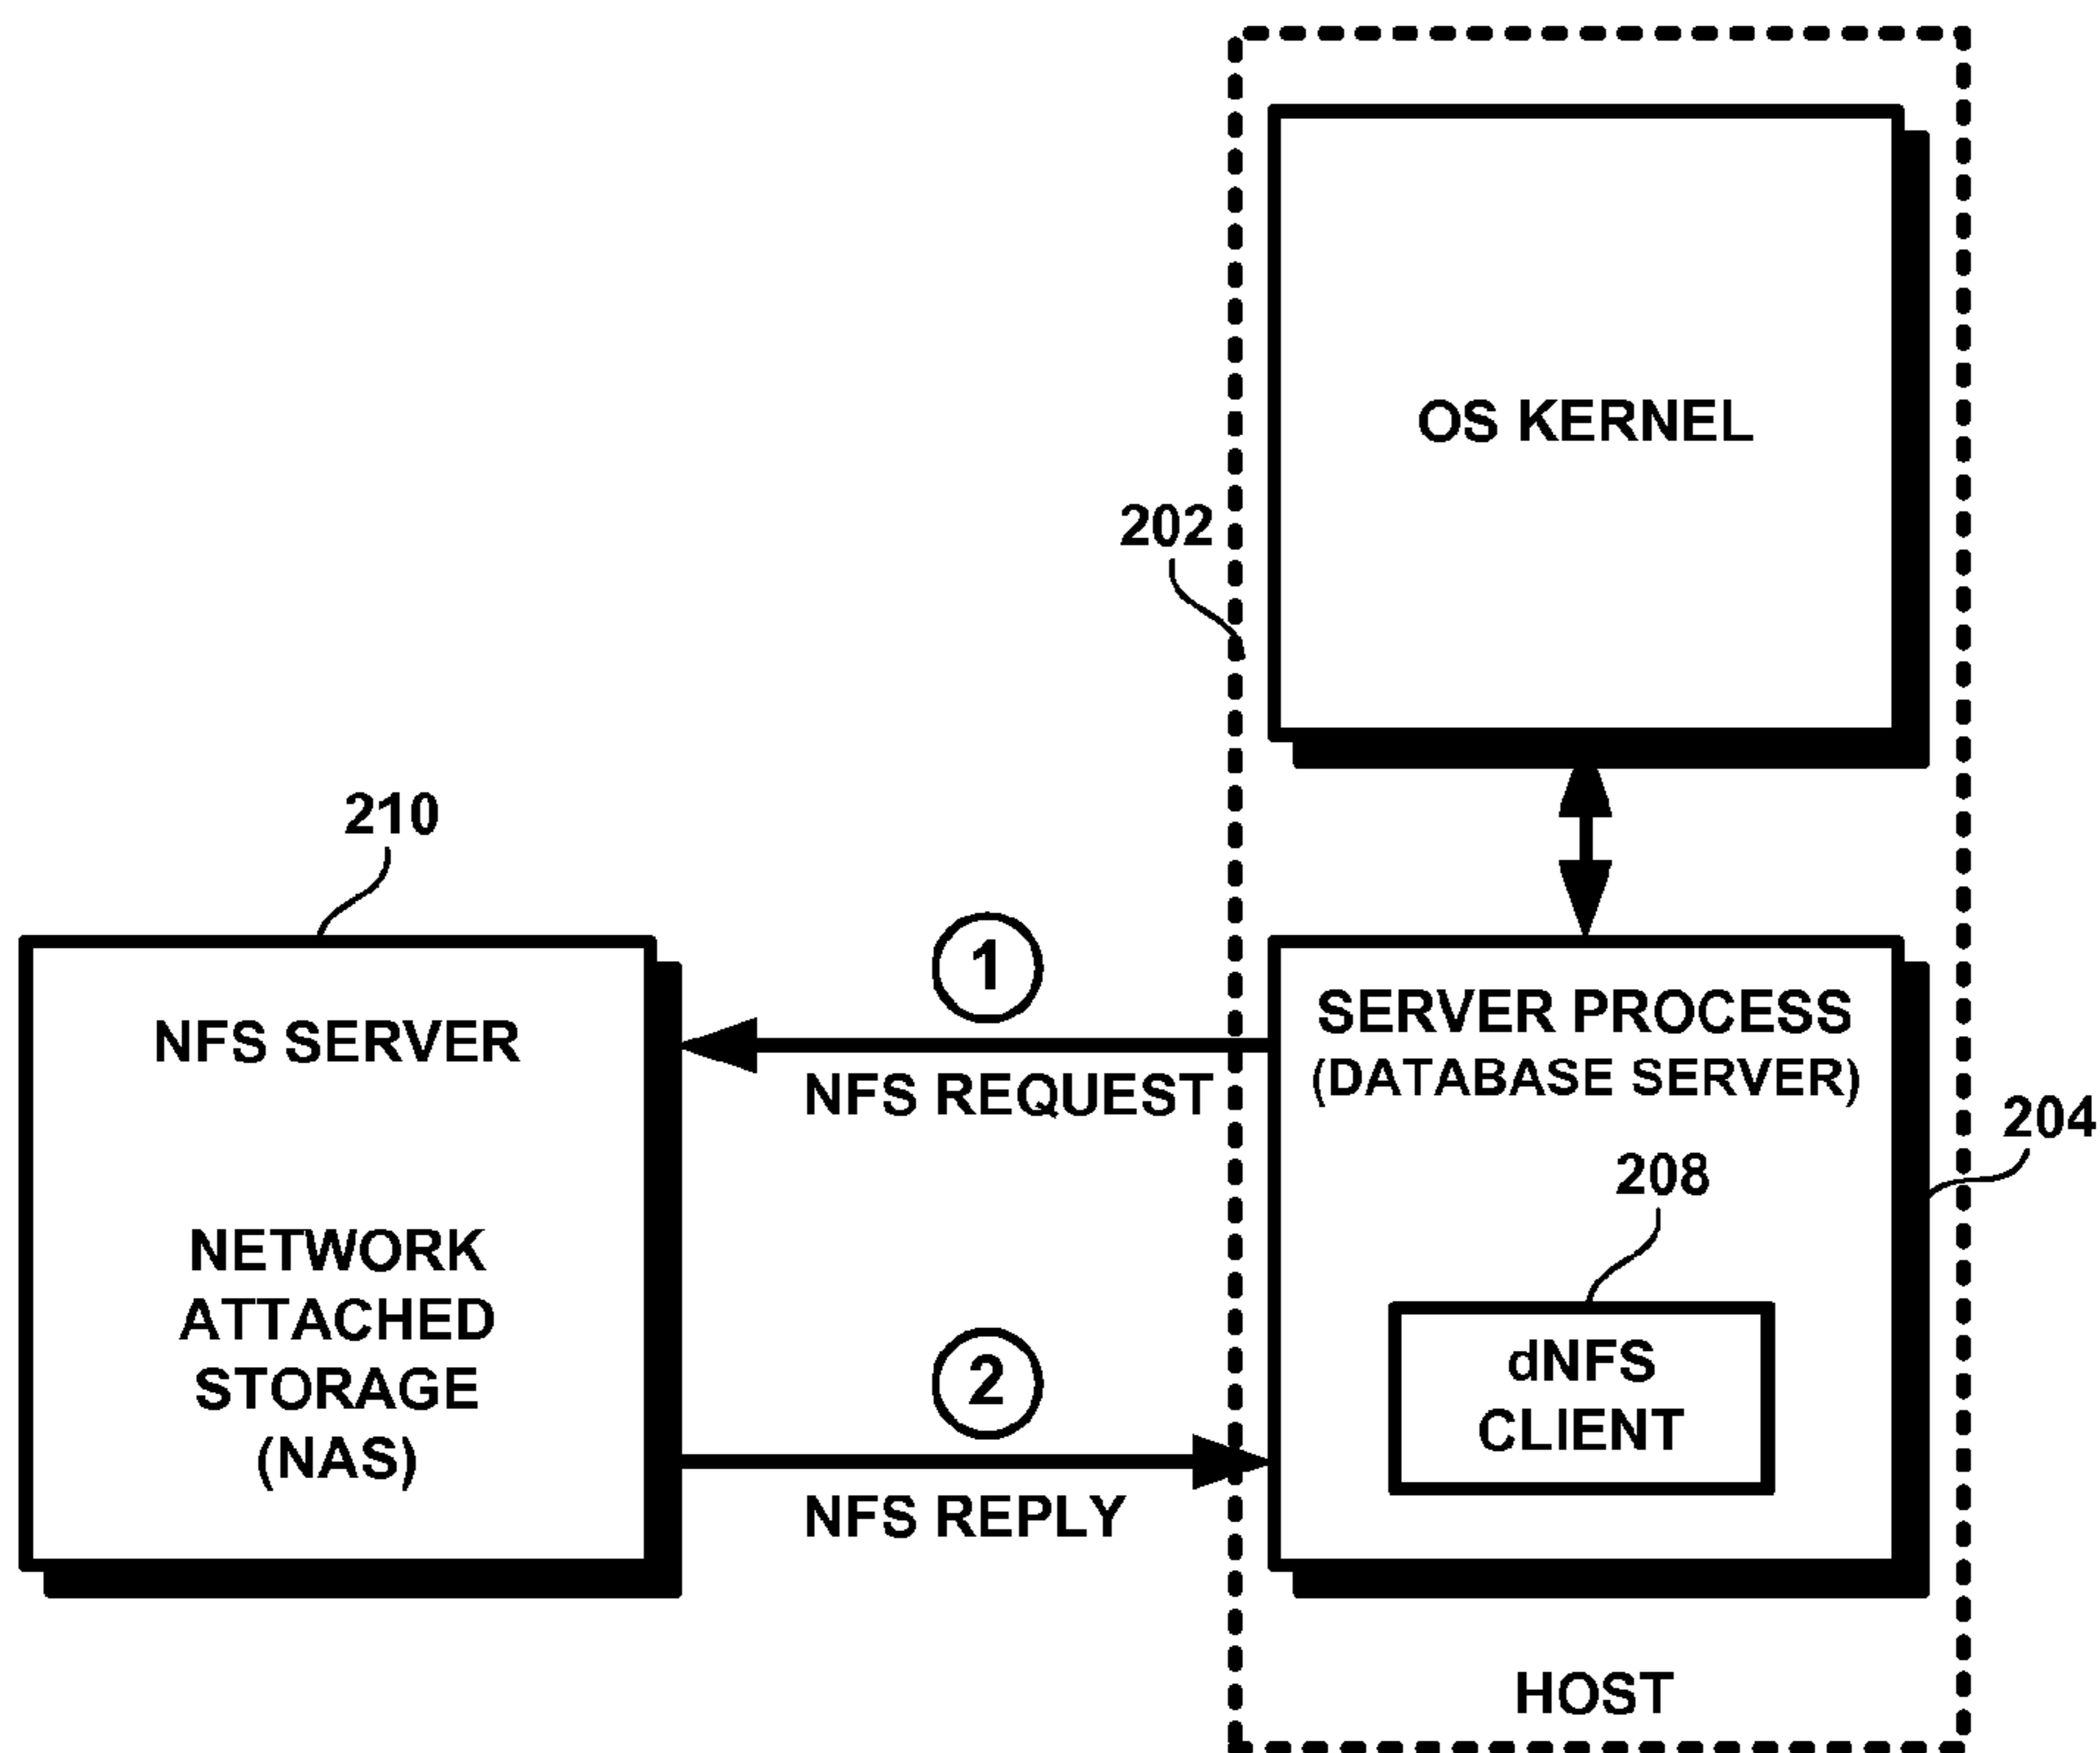 OS KERNEL
202
210
1
NFS SERVER
NFS REQUEST
SERVER PROCESS
(DATABASE SERVER)
204
208
NETWORK
ATTACHED
STORAGE
(NAS)
2
NFS REPLY
dNFS
CLIENT
HOST